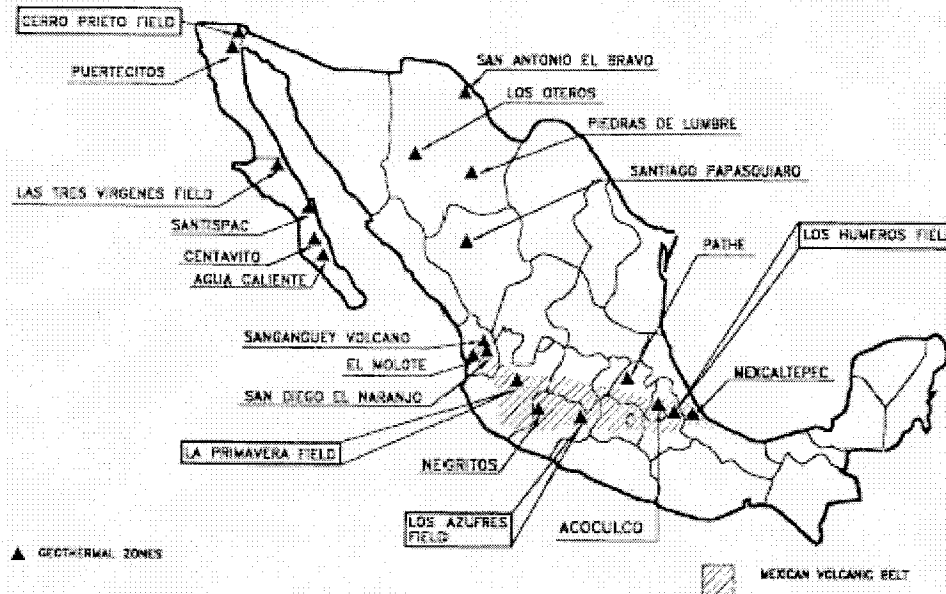 CERRO PRIETO FIELD
PUERTECITOS
SAN ANTONIO EL BRAVO
LOS OTEROS
PIEDRAS DE LUMBRE
SANTIAGO PAPASQUIARO
LAS TRES VIRGENES FIELD
SANTISPAC
CENTAVITO
AGUA CALIENTE
LOS HUMEROS FIEL
PATHE
SANGANGUEY VOLCANO
EL MOLOTE
SAN DIEGO EL NARANJO
MEXCALTEPEC
LA PRIMAVERA FIELD
NEGRITOS
LOS AZUFRES
FIELD
ACOCULCO
GEOTHERMAL ZONES
MEXICAN VOLCANIC BELT